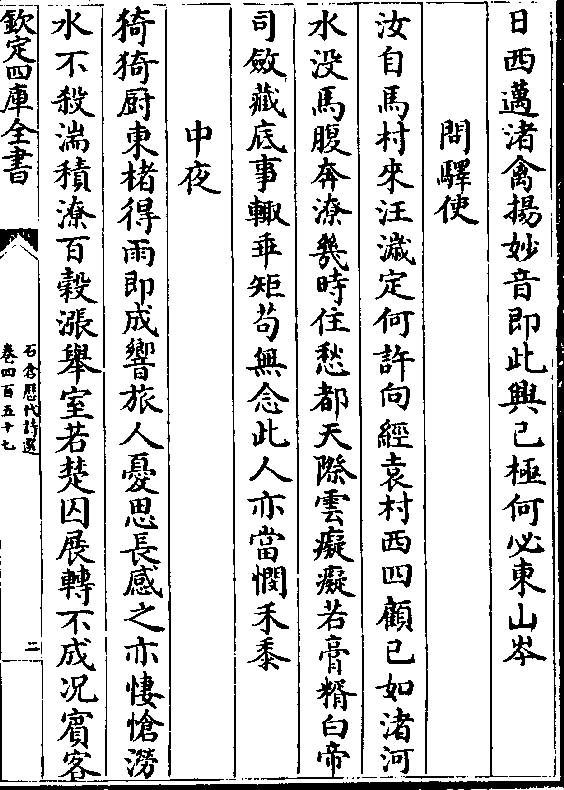 日西邁渚禽揚妙音即此興已極何必東山岑
問驛使
汝自馬村來汪濊定何許向經袁村西四顧已如渚河
水没馬腹奔潦幾時住愁都天際雲癡癡若膏糈白帝
司斂藏底事輙乖矩茍無念此人亦當憫禾黍
中夜
猗猗厨東楮得雨即成響旅人憂思長感之亦悽愴澇
水不殺湍積潦百穀漲舉室若楚囚展轉不成况賓客
欽定四庫全書
石倉歷代詩選
卷四百五十七
二